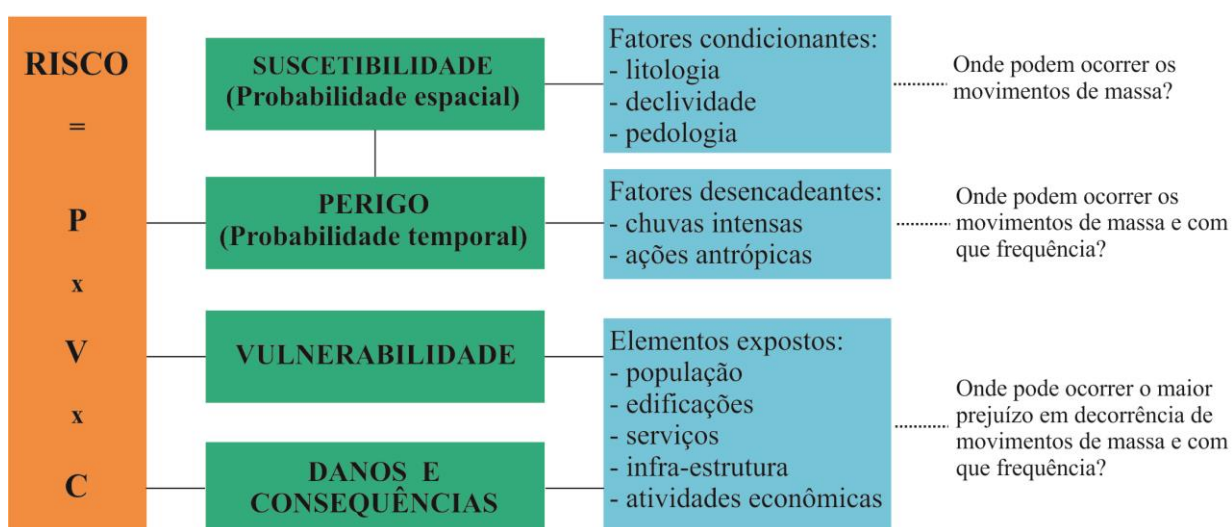 RISCO
=
P
x
V
x
C
SUSCETIBILIDADE
(Probabilidade espacial)
Fatores condicionantes:
- litologia
- declividade
- pedologia
Onde podem ocorrer os
movimentos de massa?
PERIGO
(Probabilidade temporal)
Fatores desencadeantes:
- chuvas intensas
- ações antrópicas
Onde podem ocorrer os
movimentos de massa e com
que frequência?
VULNERABILIDADE
DANOS E
CONSEQUÊNCIAS
Elementos expostos:
- população
- edificações
- serviços
- infra-estrutura
- atividades econômicas
Onde pode ocorrer o maior
prejuízo em decorrência de
movimentos de massa e com
que frequência?